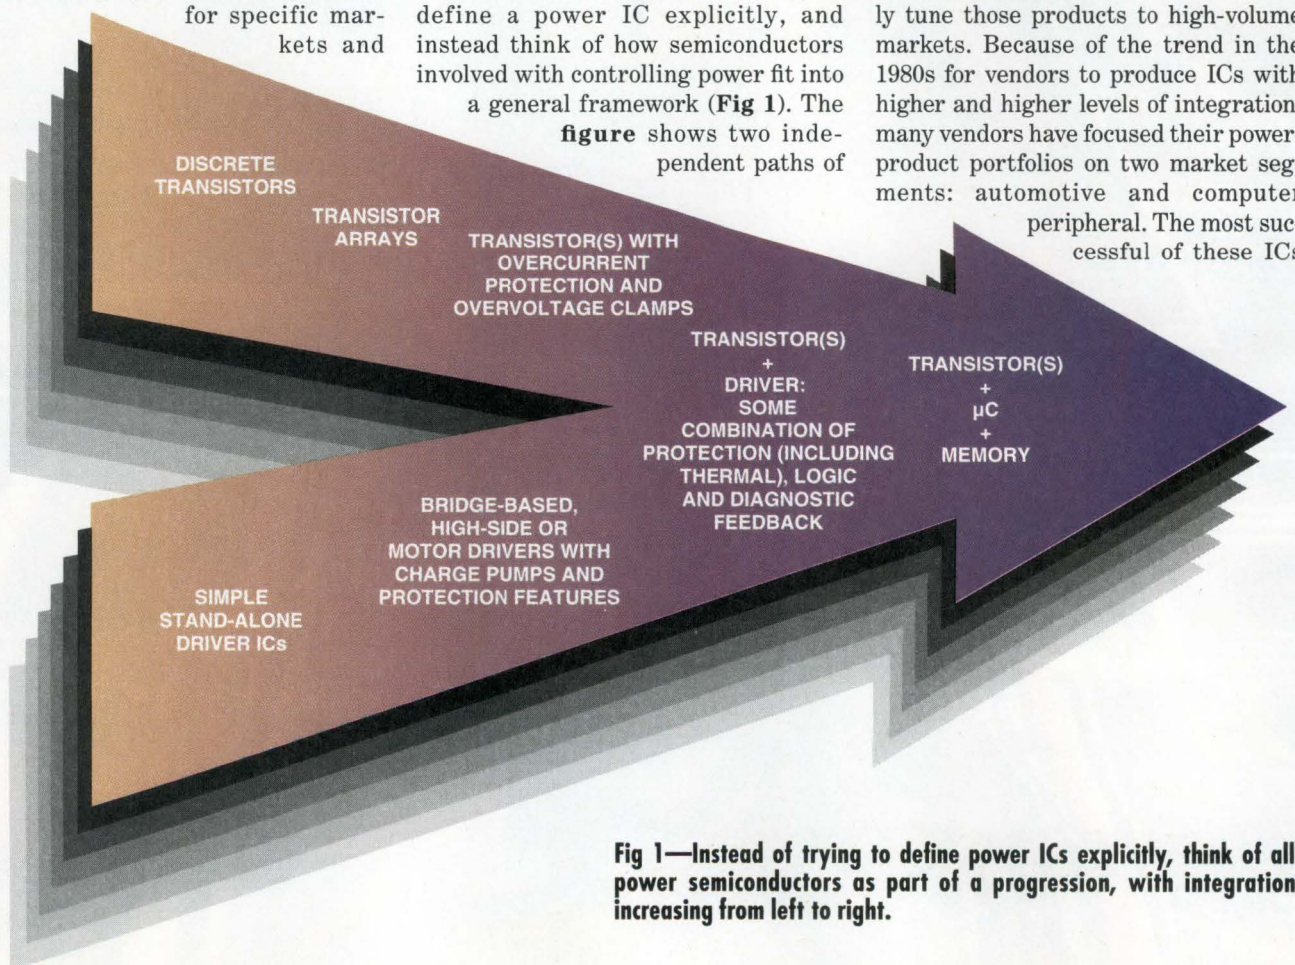 for specific mar-
kets and
define a power IC explicitly, and
instead think of how semiconductors
involved with controlling power fit into
a general framework (Fig 1). The
figure shows two inde-
pendent paths of
ly tune those products to high-volume
markets. Because of the trend in the
1980s for vendors to produce ICs with
higher and higher levels of integration
many vendors have focused their power
product portfolios on two market seg
ments: automotive and computer
peripheral. The most suc
cessful of these ICs
DISCRETE
TRANSISTORS
TRANSISTOR
ARRAYS
TRANSISTOR(S) WITH
OVERCURRENT
PROTECTION AND
OVERVOLTAGE CLAMPS
SIMPLE
STAND-ALONE
DRIVER ICs
BRIDGE-BASED,
HIGH-SIDE OR
MOTOR DRIVERS WITH
CHARGE PUMPS AND
PROTECTION FEATURES
TRANSISTOR(S)
+
DRIVER:
SOME
COMBINATION OF
PROTECTION (INCLUDING
THERMAL), LOGIC
AND DIAGNOSTIC
FEEDBACK
TRANSISTOR(S)
+
µC
+
MEMORY
Fig 1—Instead of trying to define power ICs explicitly, think of all
power semiconductors as part of a progression, with integration
increasing from left to right.